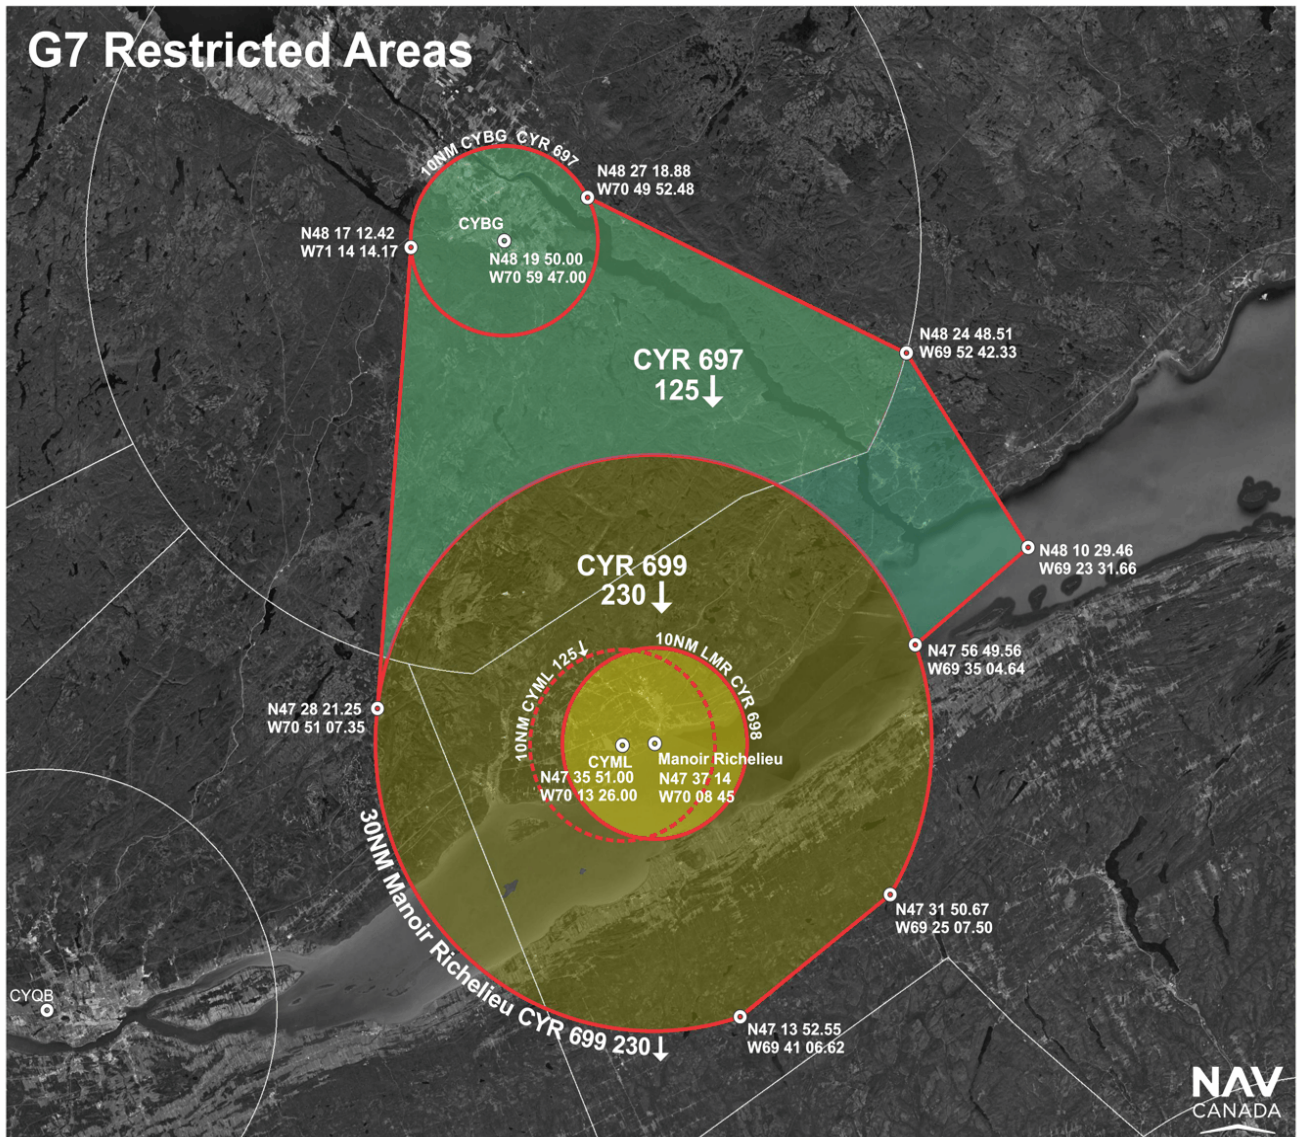 G7 Restricted Areas
10NM CYBG CYR 697
N48 27 18.88
W70 49 52.48
N48 17 12.42
W71 14 14.17
CYBG
N48 19 50.00
W70 59 47.00
N48 24 48.51
W69 52 42.33
CYR 697
125↓
N48 10 29.46
W69 23 31.66
CYR 699
230↓
10NM CYML 125↓
10NM LMR CYR 698
N47 56 49.56
W69 35 04.64
N47 28 21.25
W70 51 07.35
CYML
N47 35 51.00
W70 13 26.00
Manoir Richelieu
N47 37 14
W70 08 45
30NM Manoir Richelieu CYR 699 230↓
N47 31 50.67
W69 25 07.50
CYQB
N47 13 52.55
W69 41 06.62
NAV
CANADA